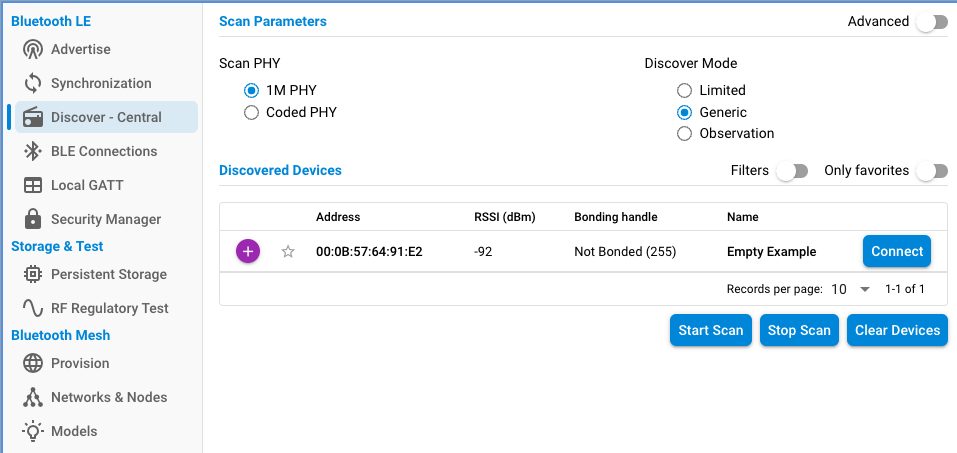 Bluetooth LE
Advertise
Synchronization
Discover - Central
BLE Connections
Local GATT
Security Manager
Storage & Test
Persistent Storage
RF Regulatory Test
Bluetooth Mesh
Provision
Networks & Nodes
Models
Scan Parameters Advanced
Scan PHY Discover Mode
1M PHY Limited
Coded PHY Generic
Observation
Discovered Devices Filters Only favorites
Address RSSI (dBm) Bonding handle Name
00:0B:57:64:91:E2 -92 Not Bonded (255) Empty Example Connect
Records per page: 10 1-1 of 1
Start Scan Stop Scan Clear Devices